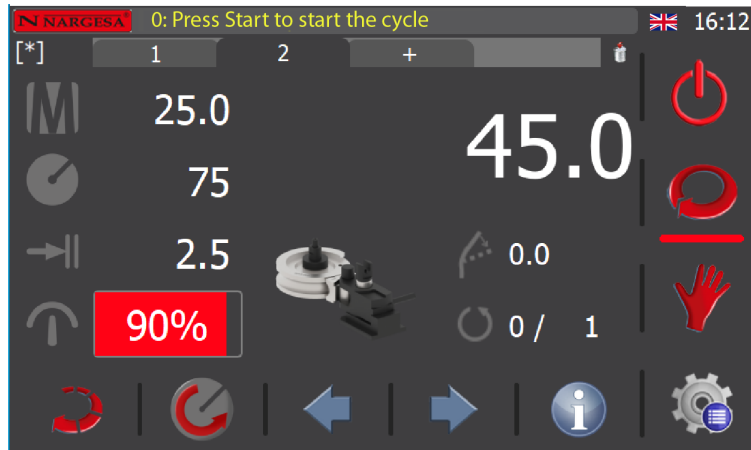 N NARGESA 0: Press Start to start the cycle 16:12
[*] 1 2 +
25.0
45.0
75
2.5
0.0
90%
0 / 1